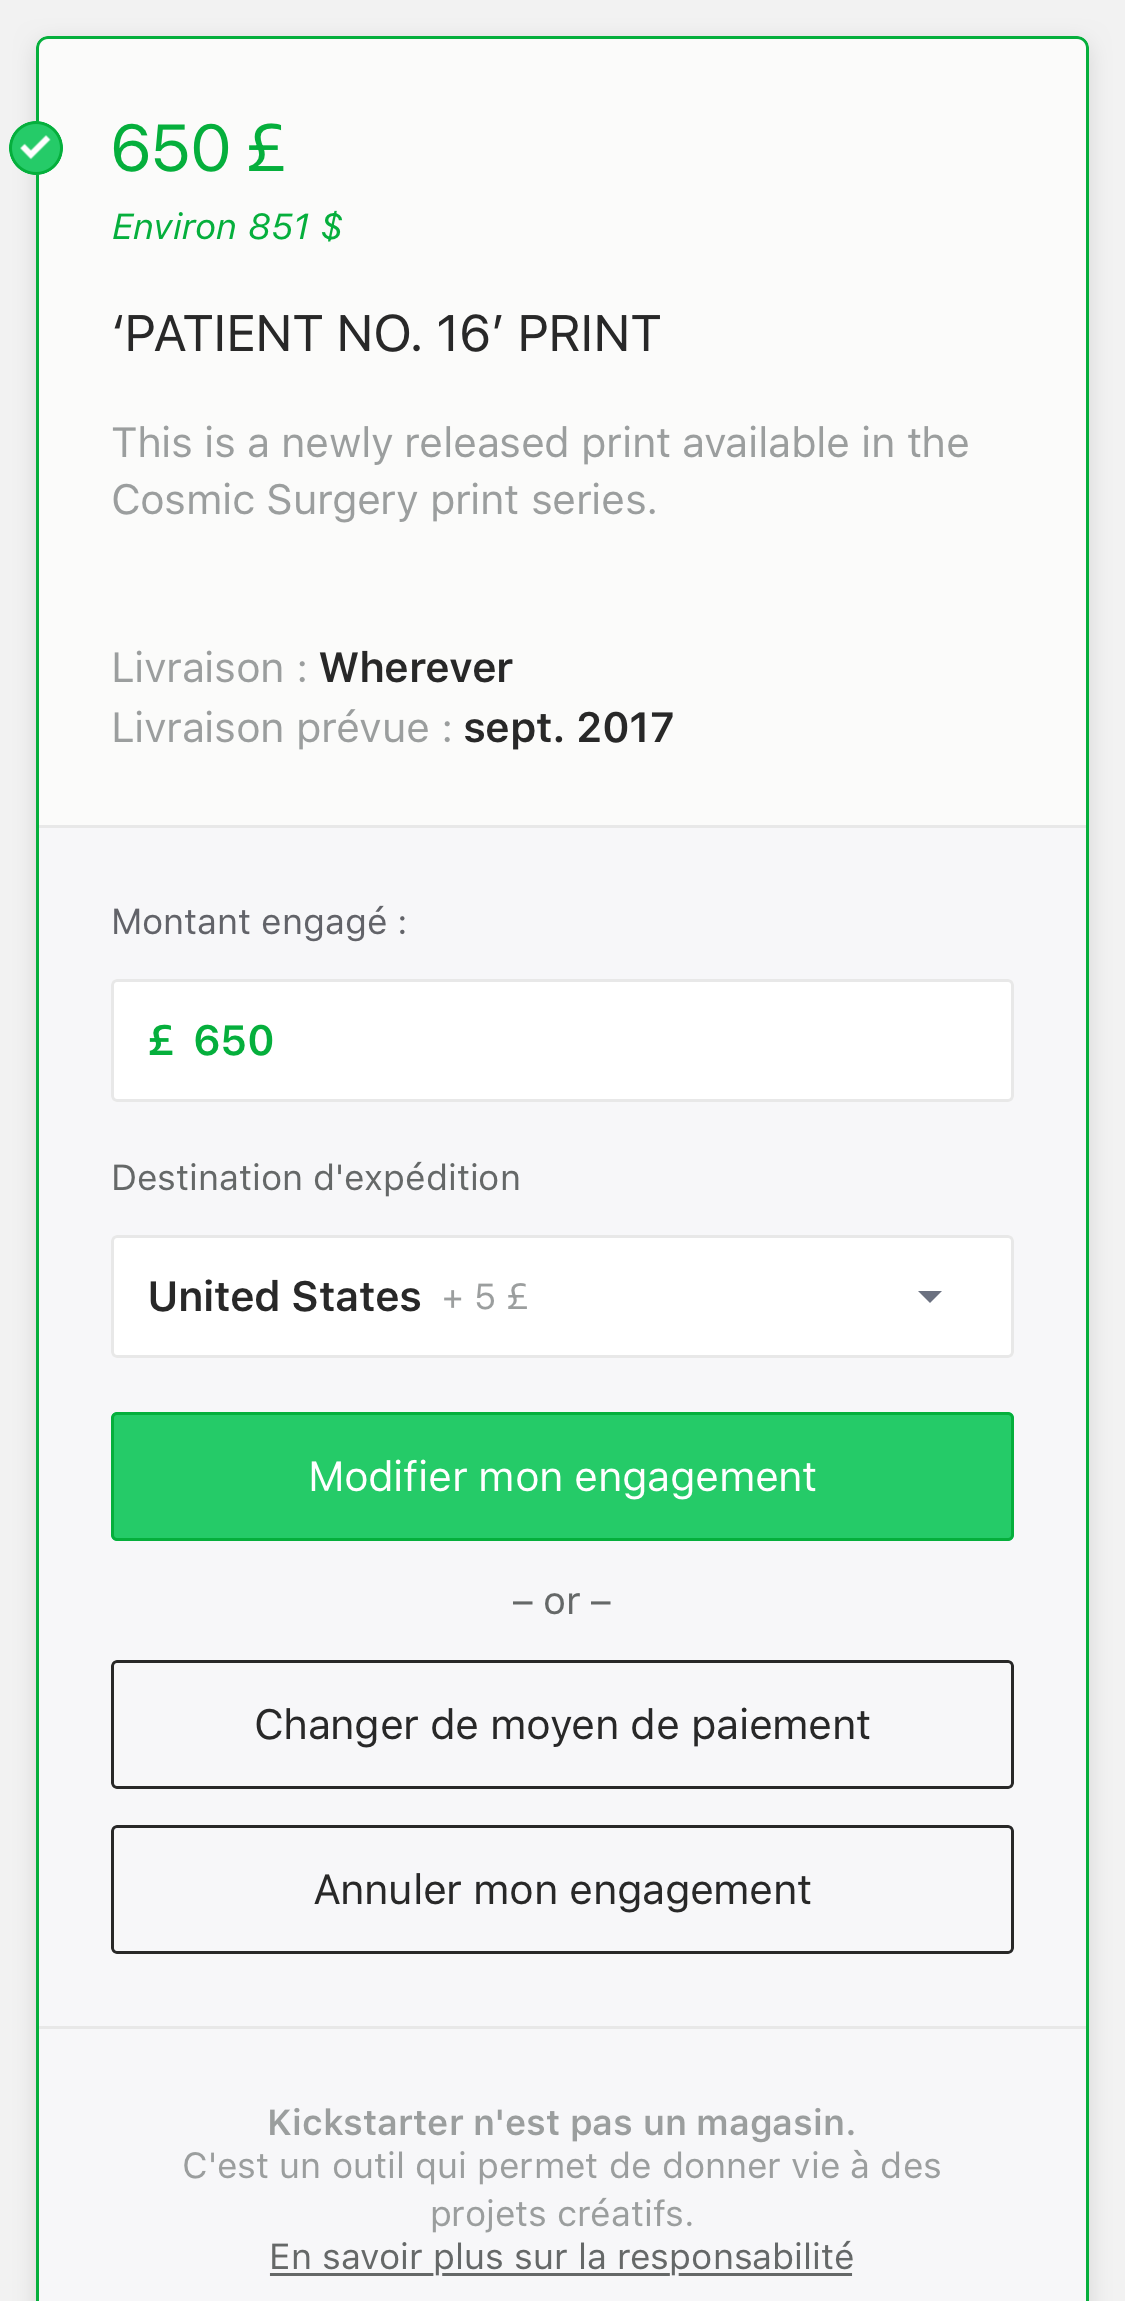 650 £
Environ 851 $
‘PATIENT NO. 16’ PRINT
This is a newly released print available in the
Cosmic Surgery print series.
Livraison : Wherever
Livraison prévue : sept. 2017
Montant engagé :
£ 650
Destination d'expédition
United States + 5 £
Modifier mon engagement
– or –
Changer de moyen de paiement
Annuler mon engagement
Kickstarter n'est pas un magasin.
C'est un outil qui permet de donner vie à des
projets créatifs.
En savoir plus sur la responsabilité